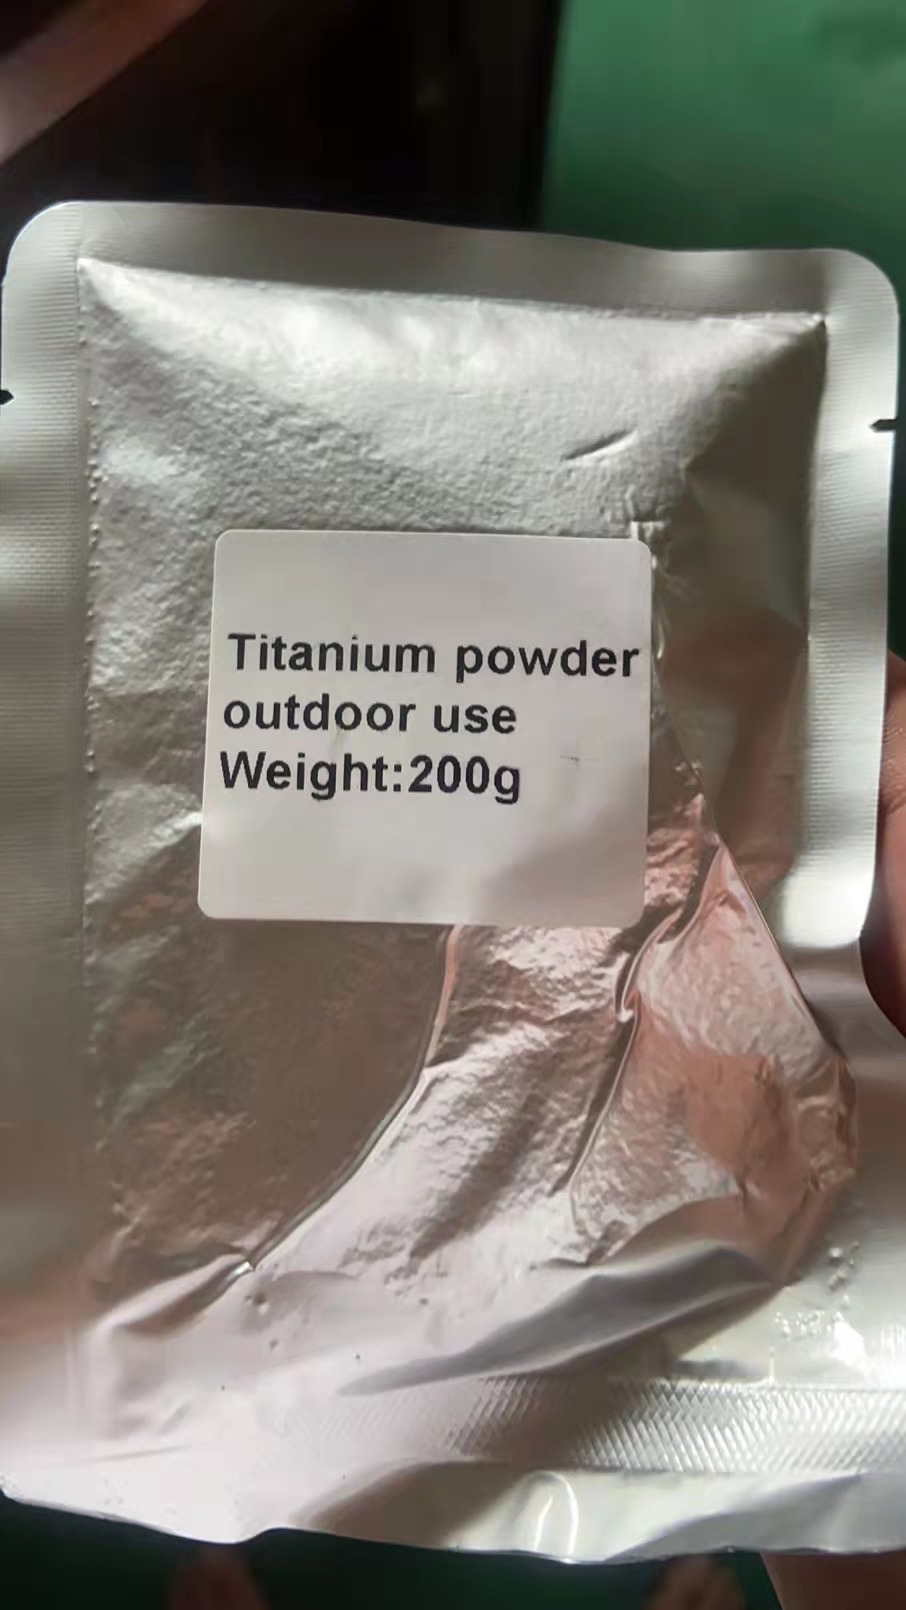 Titanium powder
outdoor use
Weight:200g